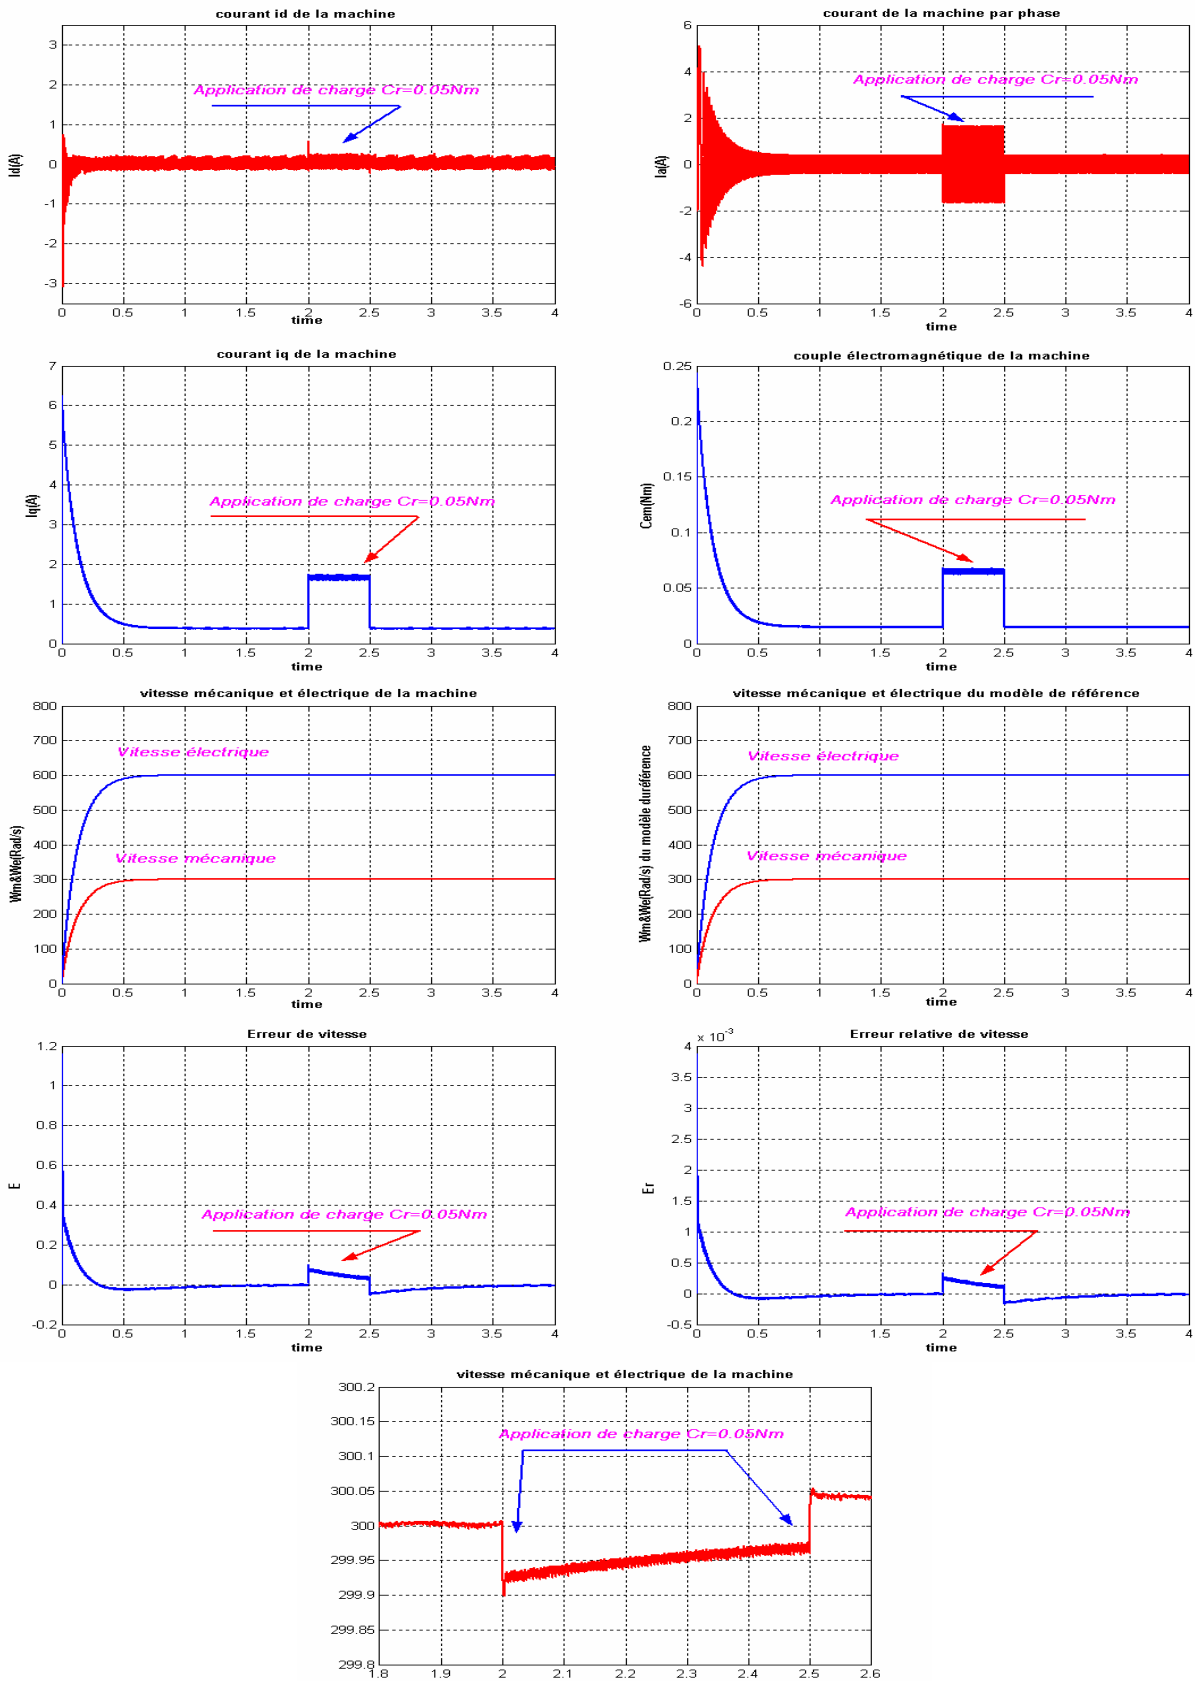 courant id de la machine
3
2
1
0
-1
-2
-3
Id(A)
Application de charge Cr=0.05Nm
0 0.5 1 1.5 2 2.5 3 3.5 4
time
courant de la machine par phase
6
4
2
0
-2
-4
-6
Ia(A)
Application de charge Cr=0.05Nm
0 0.5 1 1.5 2 2.5 3 3.5 4
time
courant iq de la machine
7
6
5
4
3
2
1
0
Iq(A)
Application de charge Cr=0.05Nm
0 0.5 1 1.5 2 2.5 3 3.5 4
time
couple électromagnétique de la machine
0.25
0.2
0.15
0.1
0.05
0
Cem(Nm)
Application de charge Cr=0.05Nm
0 0.5 1 1.5 2 2.5 3 3.5 4
time
vitesse mécanique et électrique de la machine
800
700
600
500
400
300
200
100
0
Wm&We(Rad/s)
Vitesse électrique
Vitesse mécanique
0 0.5 1 1.5 2 2.5 3 3.5 4
time
vitesse mécanique et électrique du modèle de référence
800
700
600
500
400
300
200
100
0
Wm&We(Rad/s) du modèle duréférence
Vitesse électrique
Vitesse mécanique
0 0.5 1 1.5 2 2.5 3 3.5 4
time
Erreur de vitesse
1.2
1
0.8
0.6
0.4
0.2
0
-0.2
E
Application de charge Cr=0.05Nm
0 0.5 1 1.5 2 2.5 3 3.5 4
time
Erreur relative de vitesse
x 10⁻³
4
3.5
3
2.5
2
1.5
1
0.5
0
-0.5
Er
Application de charge Cr=0.05Nm
0 0.5 1 1.5 2 2.5 3 3.5 4
time
vitesse mécanique et électrique de la machine
300.2
300.15
300.1
300.05
300
299.95
299.9
299.85
299.8
Application de charge Cr=0.05Nm
1.8 1.9 2 2.1 2.2 2.3 2.4 2.5 2.6